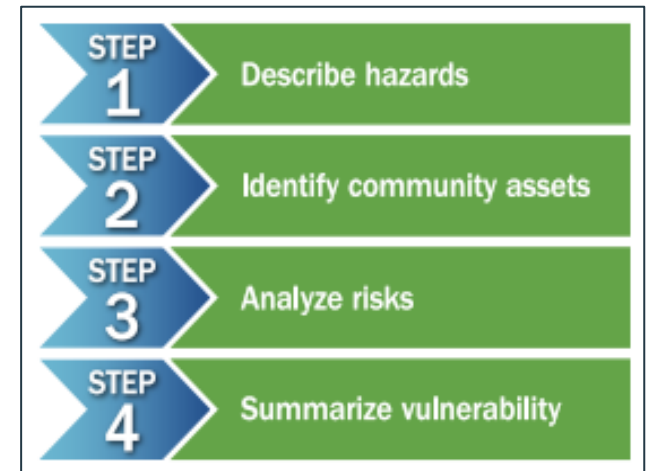 STEP
1
Describe hazards
STEP
2
Identify community assets
STEP
3
Analyze risks
STEP
4
Summarize vulnerability